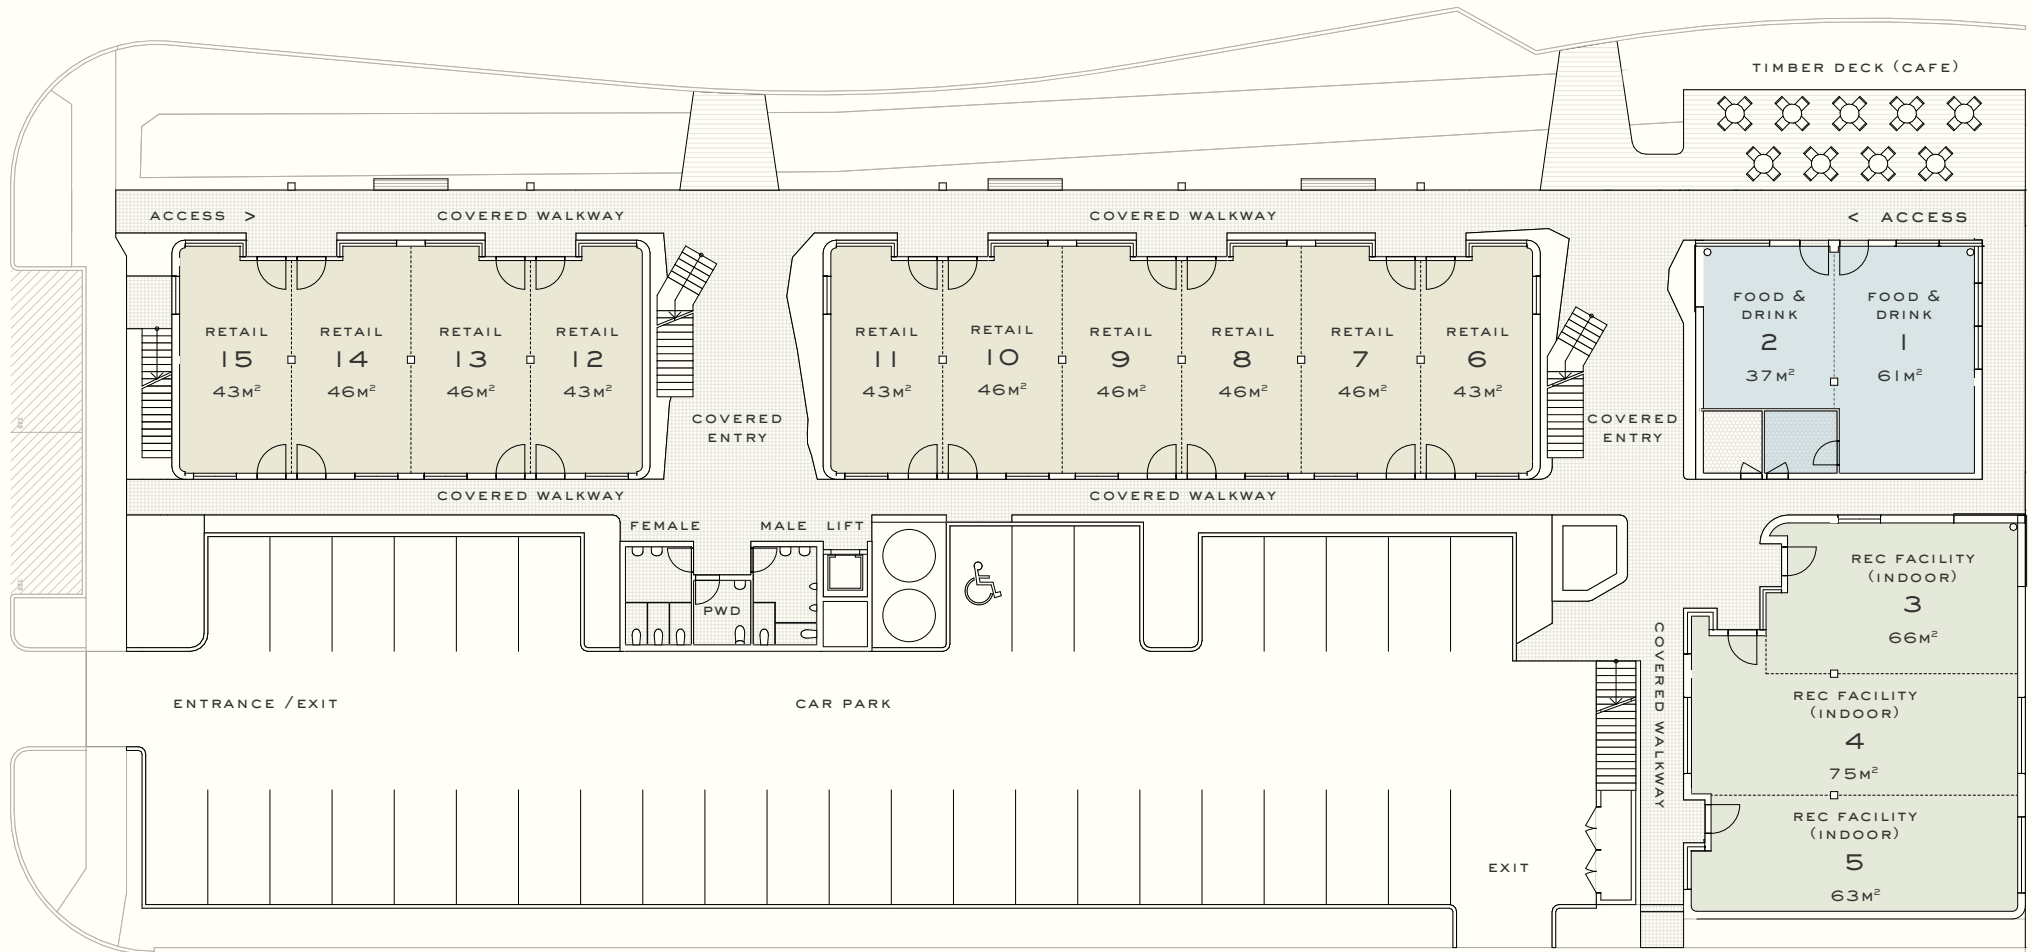 TIMBER DECK (CAFE)
ACCESS >
COVERED WALKWAY
COVERED WALKWAY
< ACCESS
RETAIL
15
43M²
RETAIL
14
46M²
RETAIL
13
46M²
RETAIL
12
43M²
RETAIL
11
43M²
RETAIL
10
46M²
RETAIL
9
46M²
RETAIL
8
46M²
RETAIL
7
46M²
RETAIL
6
43M²
FOOD &
DRINK
2
37M²
FOOD &
DRINK
1
61M²
COVERED
ENTRY
COVERED
ENTRY
COVERED WALKWAY
COVERED WALKWAY
FEMALE
MALE
LIFT
PWD
REC FACILITY
(INDOOR)
3
66M²
COVERED WALKWAY
REC FACILITY
(INDOOR)
4
75M²
ENTRANCE /EXIT
CAR PARK
REC FACILITY
(INDOOR)
5
63M²
EXIT